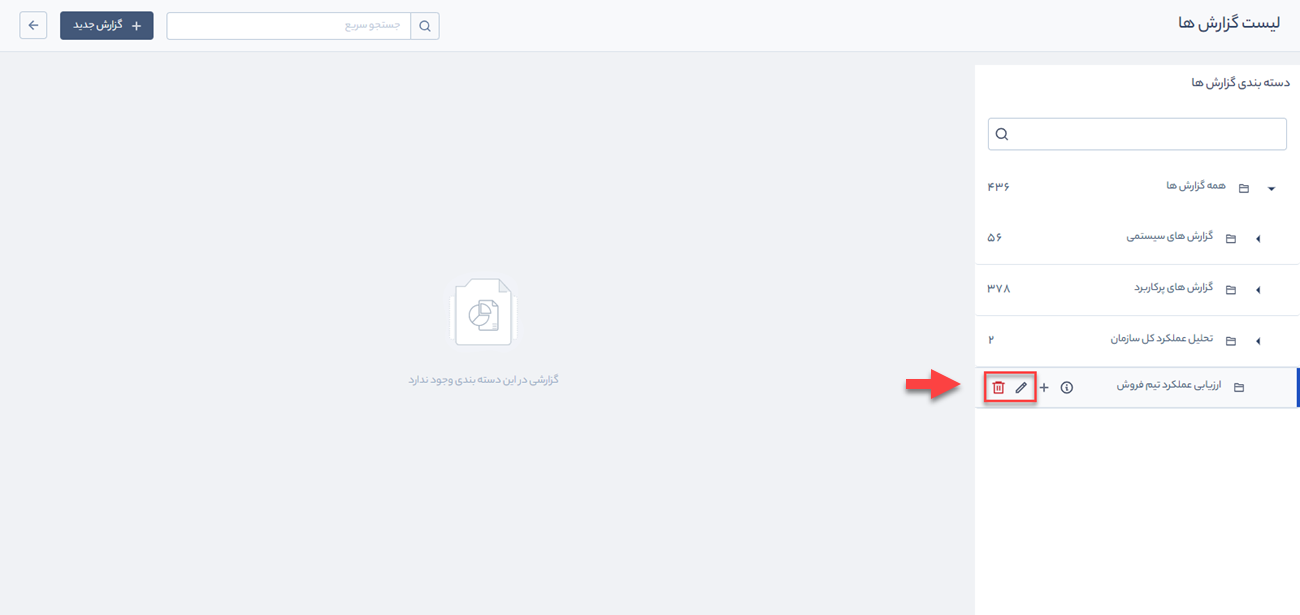 لیست گزارش ها
جستجو سریع
گزارش جدید
دسته بندی گزارش ها
همه گزارش ها ۴۳۶
گزارش های سیستمی ۵۶
گزارش های پرکاربرد ۳۷۸
تحلیل عملکرد کل سازمان ۲
ارزیابی عملکرد تیم فروش
گزارشی در این دسته بندی وجود ندارد